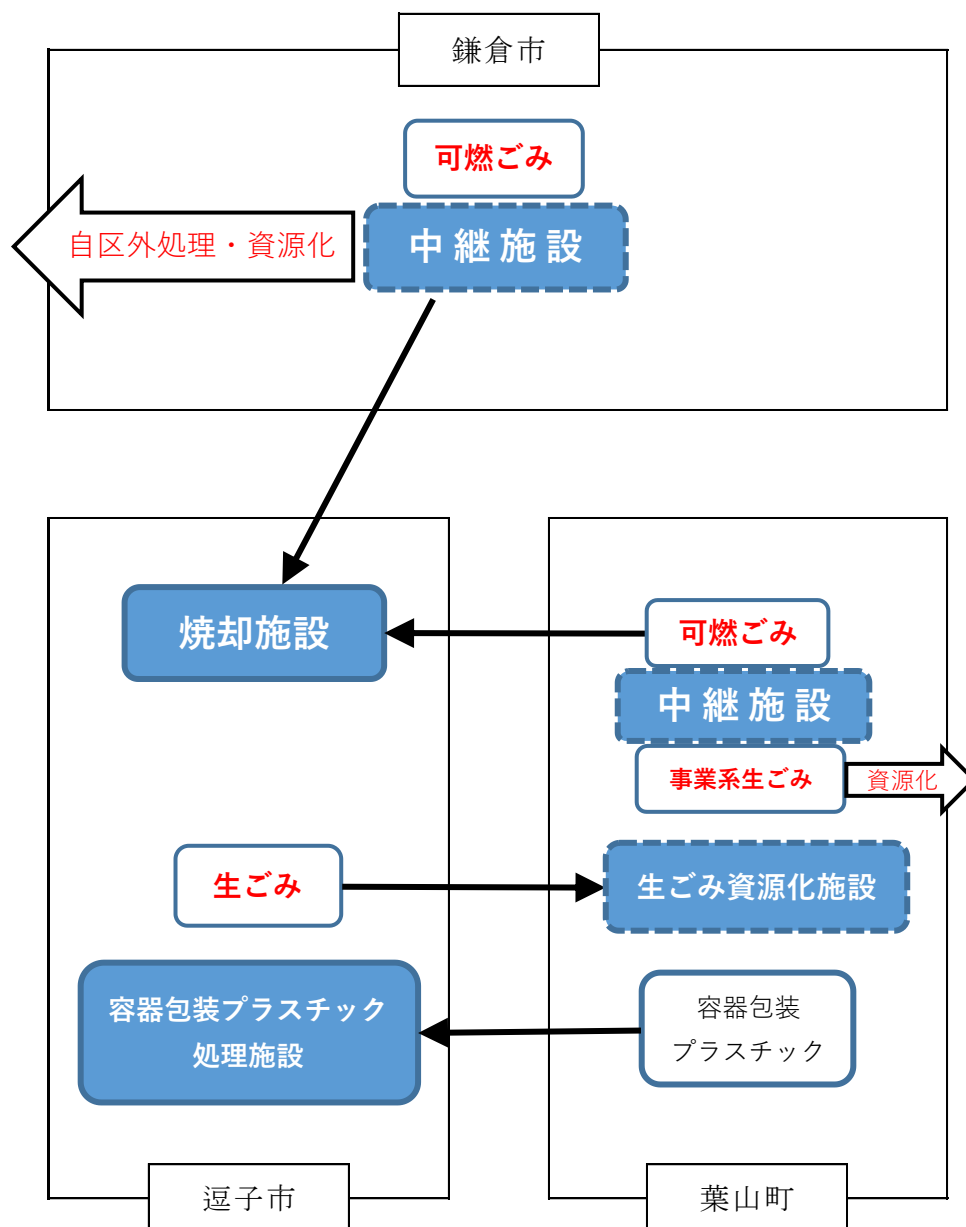 鎌倉市
可燃ごみ
自区外処理・資源化
中継施設
焼却施設
可燃ごみ
中継施設
事業系生ごみ
資源化
生ごみ
生ごみ資源化施設
容器包装プラスチック
処理施設
容器包装
プラスチック
逗子市
葉山町